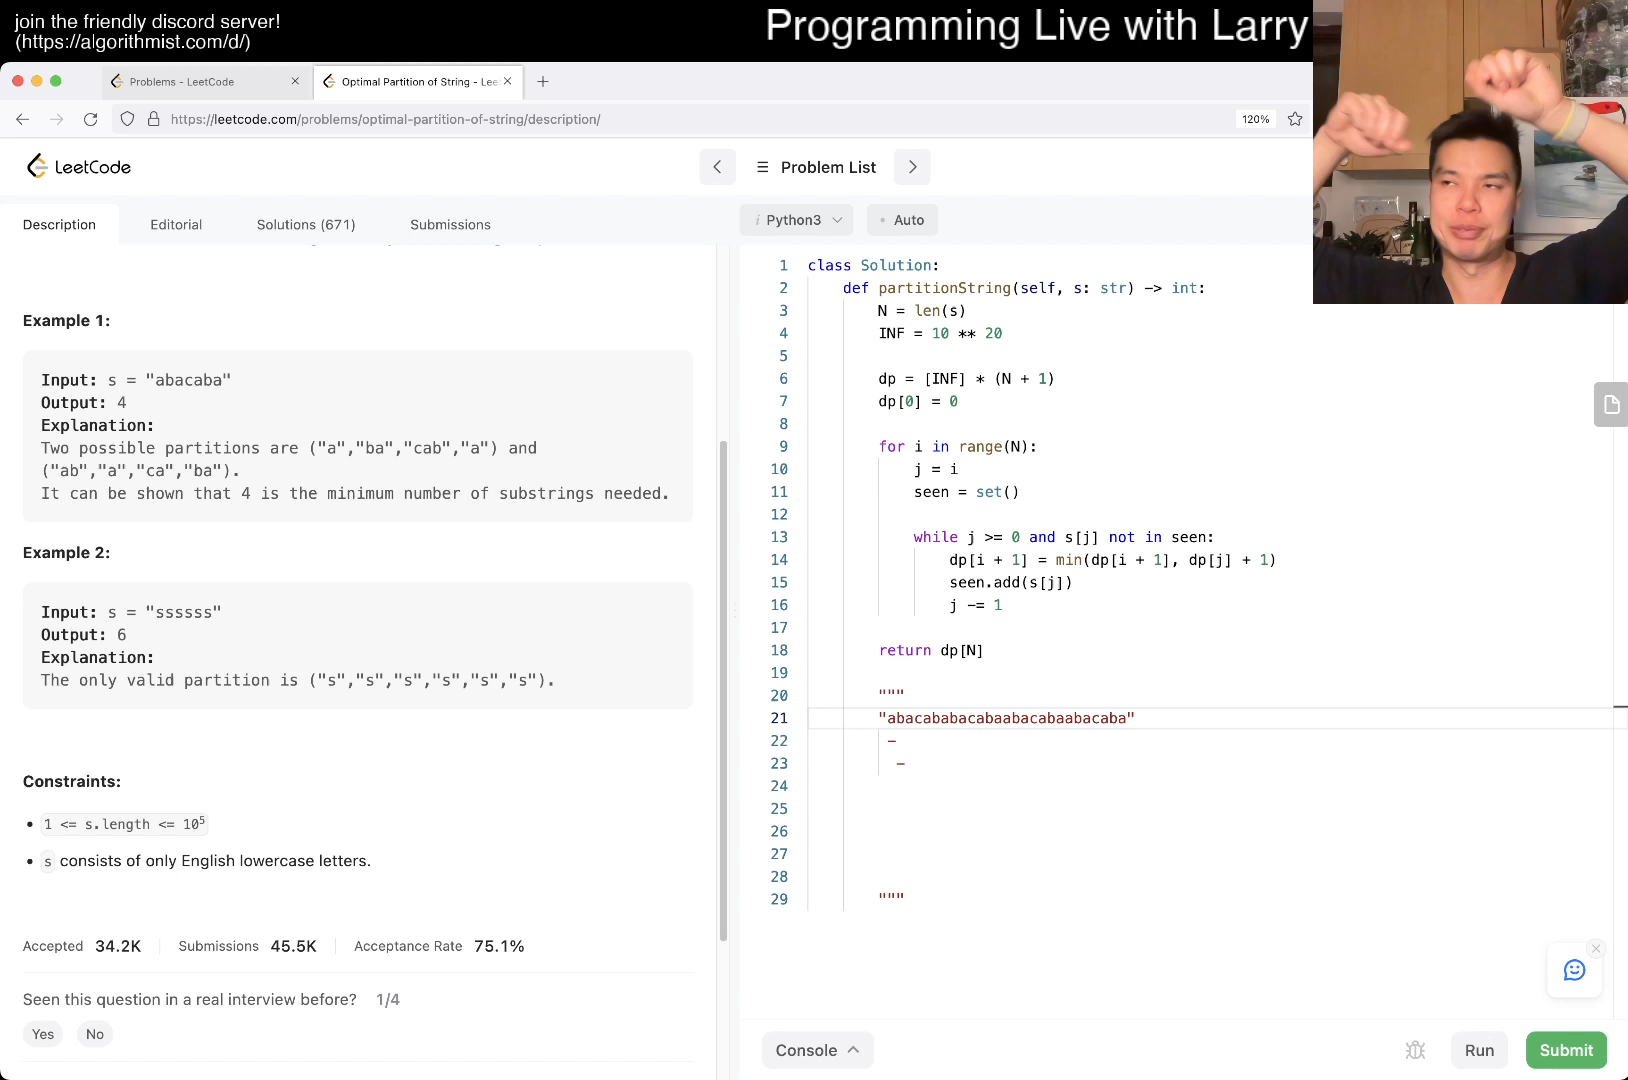 join the friendly discord server!
(https://algorithmist.com/d/)
Programming Live with Larry
Problems - LeetCode
Optimal Partition of String - Lee
https://leetcode.com/problems/optimal-partition-of-string/description/
120%
LeetCode
Problem List
Description
Editorial
Solutions (671)
Submissions
Example 1:
Input: s = "abacaba"
Output: 4
Explanation:
Two possible partitions are ("a","ba","cab","a") and
("ab","a","ca","ba").
It can be shown that 4 is the minimum number of substrings needed.
Example 2:
Input: s = "ssssss"
Output: 6
Explanation:
The only valid partition is ("s","s","s","s","s","s").
Constraints:
• 1 <= s.length <= 10⁵
• s consists of only English lowercase letters.
Accepted 34.2K Submissions 45.5K Acceptance Rate 75.1%
Seen this question in a real interview before? 1/4
Yes No
i Python3
• Auto
1 class Solution:
2 def partitionString(self, s: str) -> int:
3 N = len(s)
4 INF = 10 ** 20
5
6 dp = [INF] * (N + 1)
7 dp[0] = 0
8
9 for i in range(N):
10 j = i
11 seen = set()
12
13 while j >= 0 and s[j] not in seen:
14 dp[i + 1] = min(dp[i + 1], dp[j] + 1)
15 seen.add(s[j])
16 j -= 1
17
18 return dp[N]
19
20 """
21 "abacababacabaabacabaabacaba"
22 -
23 -
24
25
26
27
28
29 """
Console
Run
Submit